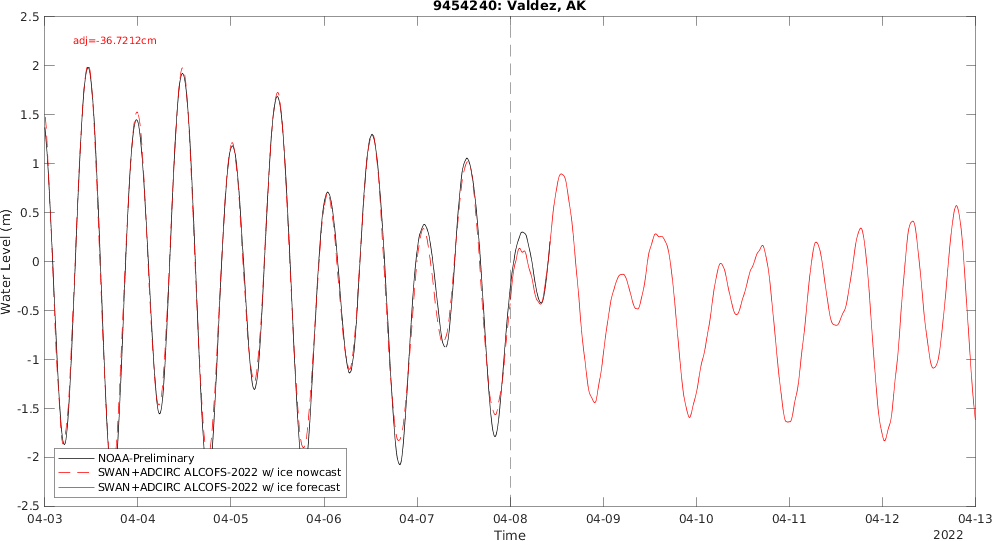 9454240: Valdez, AK
adj=-36.7212cm
Water Level (m)
2.5
2
1.5
1
0.5
0
-0.5
-1
-1.5
-2
-2.5
NOAA-Preliminary
SWAN+ADCIRC ALCOFS-2022 w/ ice nowcast
SWAN+ADCIRC ALCOFS-2022 w/ ice forecast
04-03 04-04 04-05 04-06 04-07 04-08 04-09 04-10 04-11 04-12 04-13
Time
2022